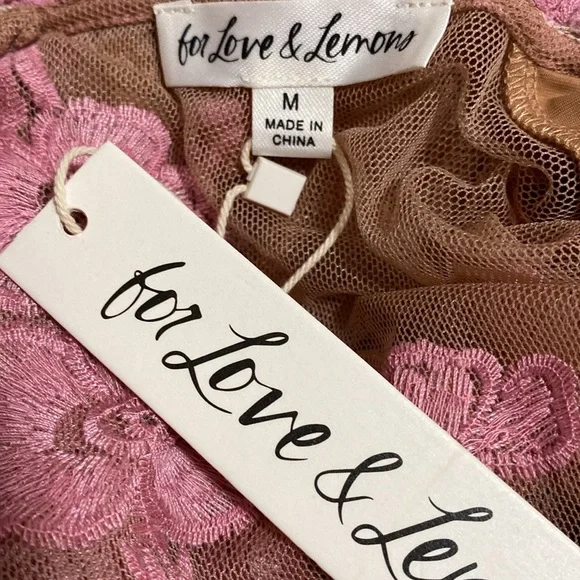 for Love & Lemons
M
MADE IN
CHINA
for Love & Le